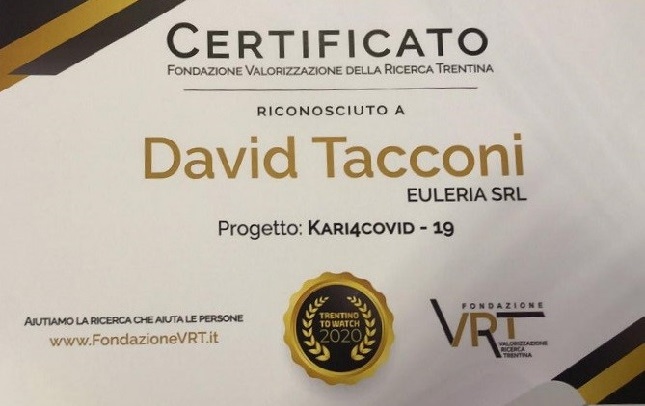 CERTIFICATO
FONDAZIONE VALORIZZAZIONE DELLA RICERCA TRENTINA
RICONOSCIUTO A
David Tacconi
EULERIA SRL
Progetto: KARI4COVID - 19
AIUTIAMO LA RICERCA CHE AIUTA LE PERSONE
www.FondazioneVRT.it
TRENTINO
TO WATCH
2020
FONDAZIONE
VRT
VALORIZZAZIONE
RICERCA
TRENTINA